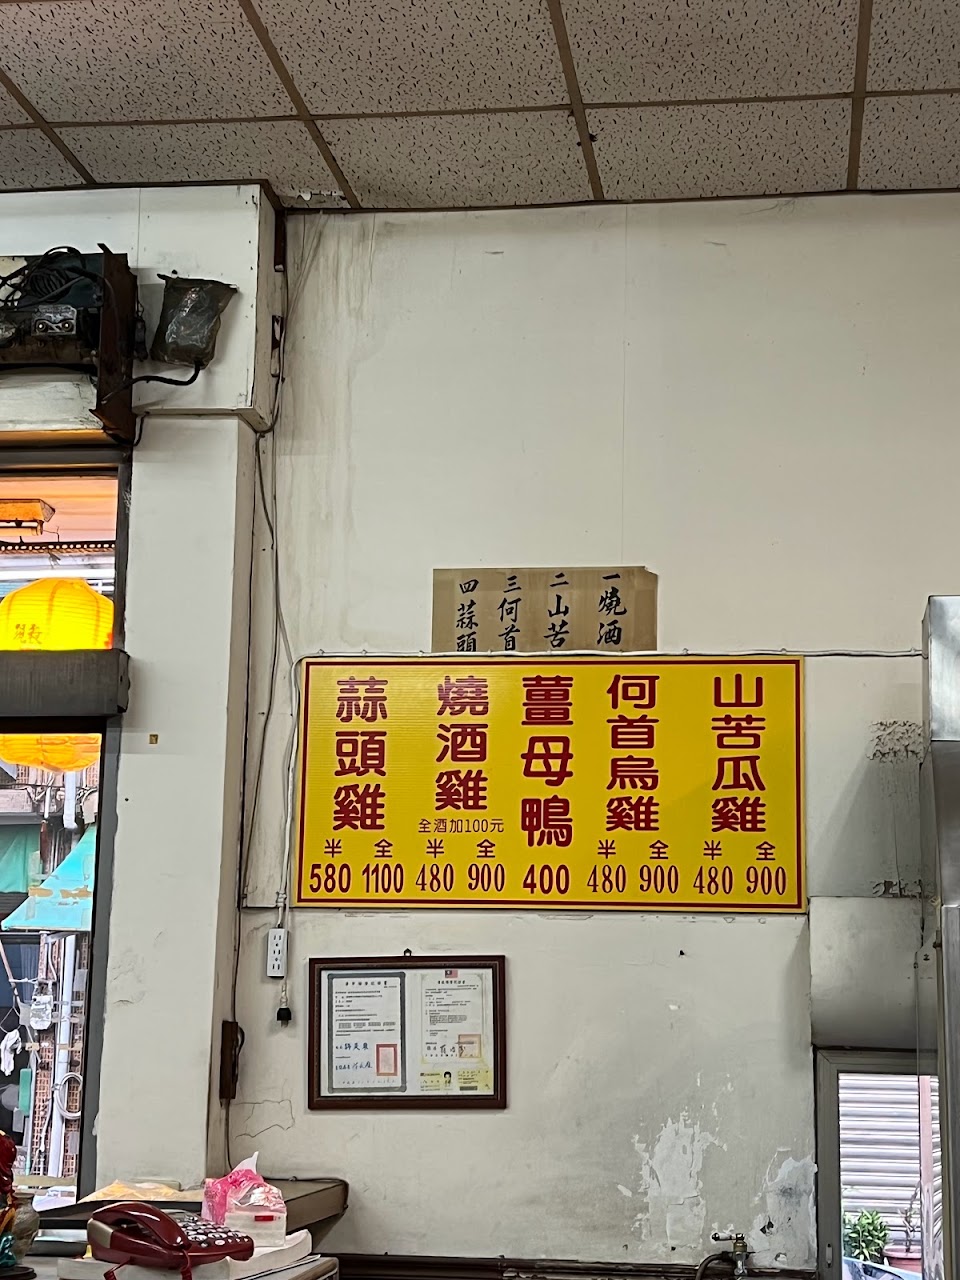 一燒酒
二山苦
三何首
四蒜頭
山苦瓜雞
半 全
480 900
何首烏雞
半 全
480 900
薑母鴨
400
燒酒雞
全酒加100元
半 全
480 900
蒜頭雞
半 全
580 1100